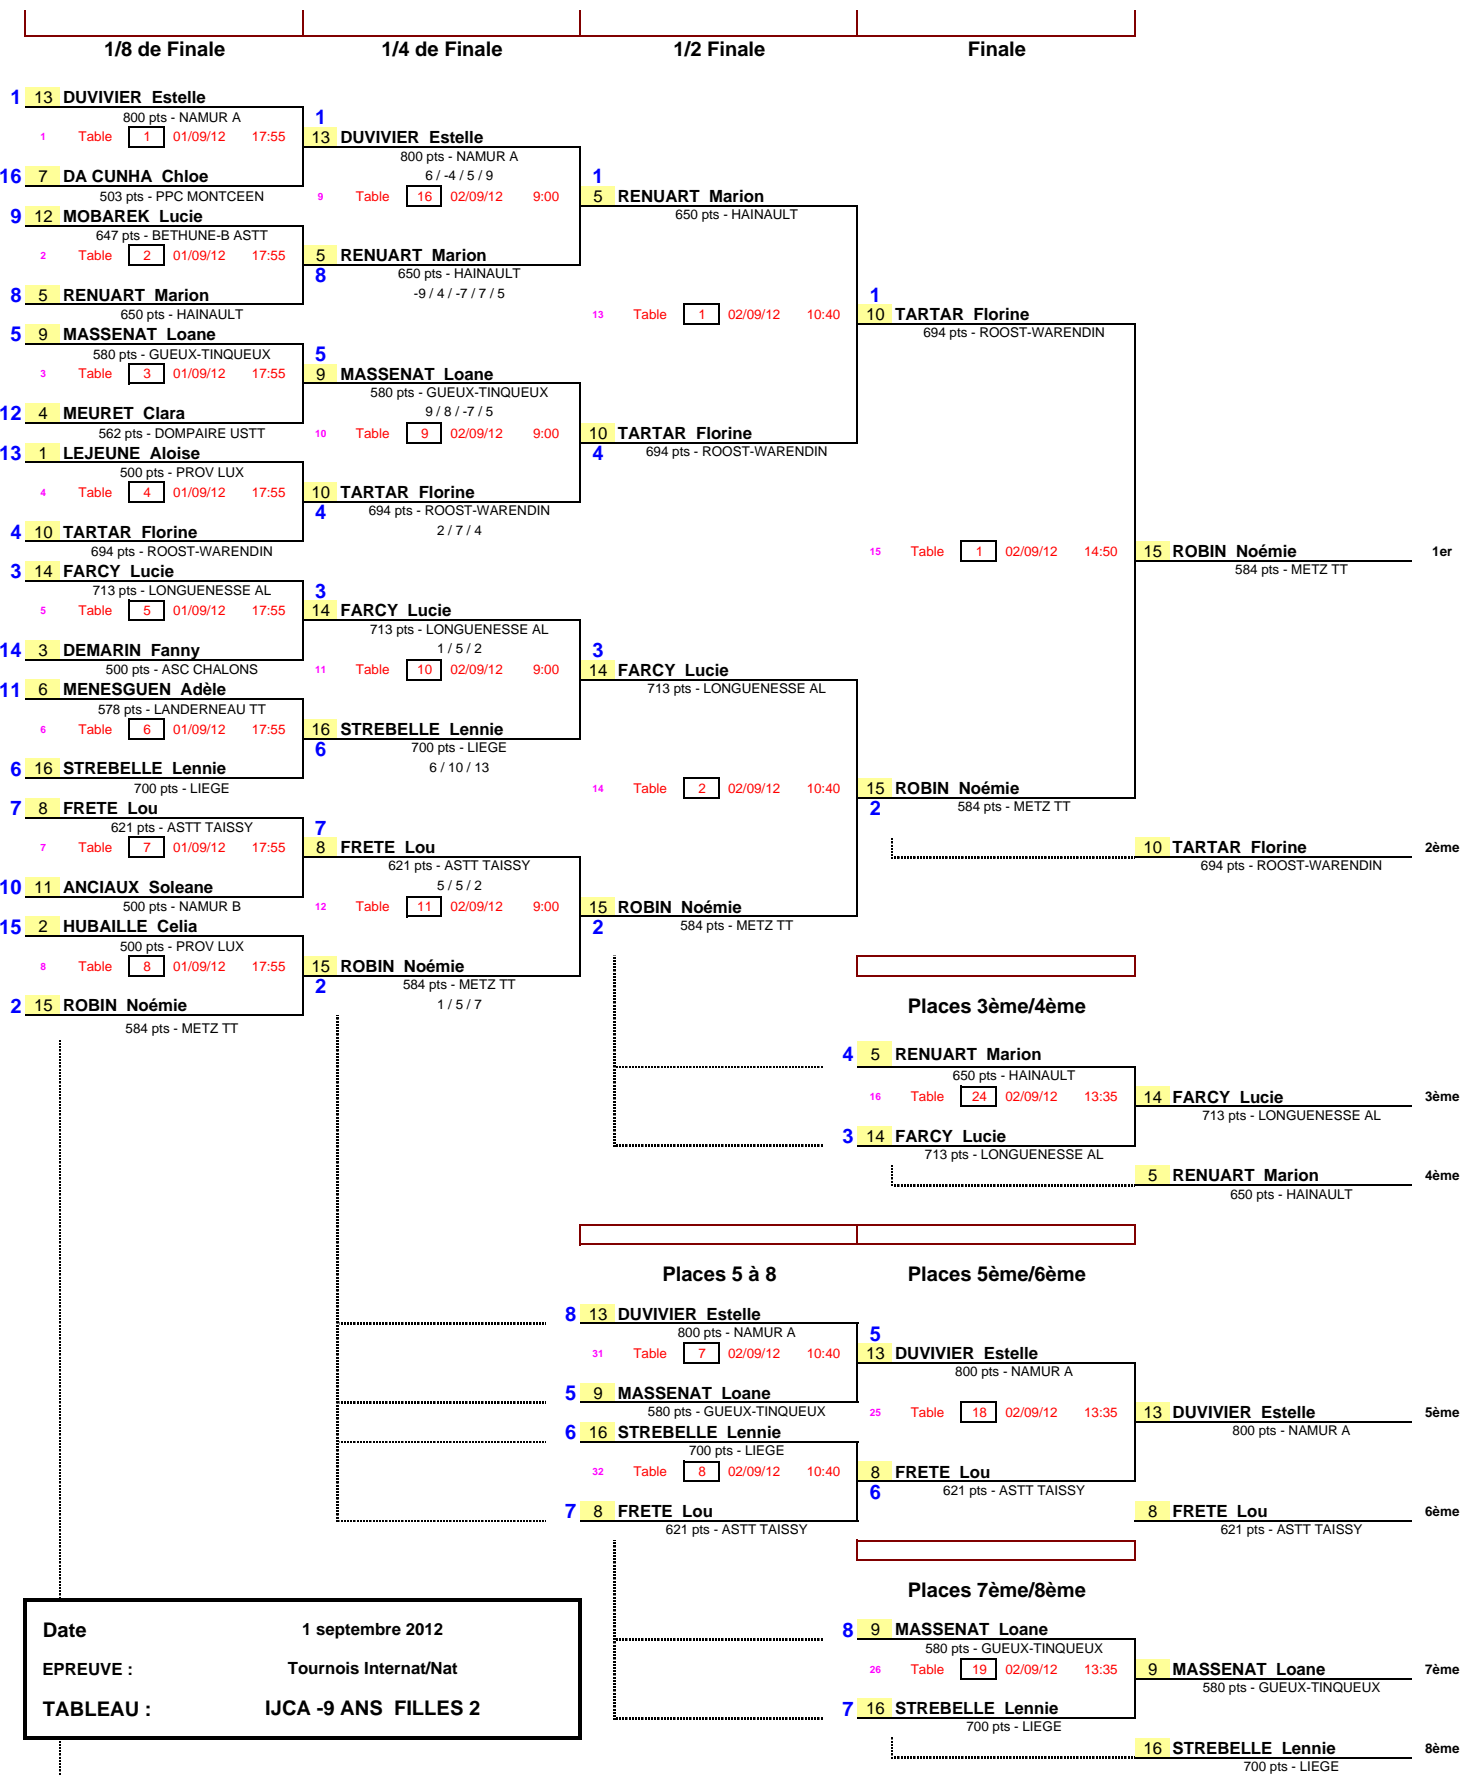 1/8 de Finale 1/4 de Finale 1/2 Finale Finale
1 13 DUVIVIER Estelle
800 pts - NAMUR A
1 Table 1 01/09/12 17:55
16 7 DA CUNHA Chloe
503 pts - PPC MONTCEEN
9 12 MOBAREK Lucie
647 pts - BETHUNE-B ASTT
2 Table 2 01/09/12 17:55
8 5 RENUART Marion
650 pts - HAINAULT
5 9 MASSENAT Loane
580 pts - GUEUX-TINQUEUX
3 Table 3 01/09/12 17:55
12 4 MEURET Clara
562 pts - DOMPAIRE USTT
13 1 LEJEUNE Aloise
500 pts - PROV LUX
4 Table 4 01/09/12 17:55
4 10 TARTAR Florine
694 pts - ROOST-WARENDIN
3 14 FARCY Lucie
713 pts - LONGUENESSE AL
5 Table 5 01/09/12 17:55
14 3 DEMARIN Fanny
500 pts - ASC CHALONS
11 6 MENESGUEN Adèle
578 pts - LANDERNEAU TT
6 Table 6 01/09/12 17:55
6 16 STREBELLE Lennie
700 pts - LIEGE
7 8 FRETE Lou
621 pts - ASTT TAISSY
7 Table 7 01/09/12 17:55
10 11 ANCIAUX Soleane
500 pts - NAMUR B
15 2 HUBAILLE Celia
500 pts - PROV LUX
8 Table 8 01/09/12 17:55
2 15 ROBIN Noémie
584 pts - METZ TT
1
13 DUVIVIER Estelle
800 pts - NAMUR A
6 / -4 / 5 / 9
9 Table 16 02/09/12 9:00
5 RENUART Marion
8 650 pts - HAINAULT
-9 / 4 / -7 / 7 / 5
5
9 MASSENAT Loane
580 pts - GUEUX-TINQUEUX
9 / 8 / -7 / 5
10 Table 9 02/09/12 9:00
10 TARTAR Florine
4 694 pts - ROOST-WARENDIN
2 / 7 / 4
3
14 FARCY Lucie
713 pts - LONGUENESSE AL
1 / 5 / 2
11 Table 10 02/09/12 9:00
16 STREBELLE Lennie
6 700 pts - LIEGE
6 / 10 / 13
7
8 FRETE Lou
621 pts - ASTT TAISSY
5 / 5 / 2
12 Table 11 02/09/12 9:00
15 ROBIN Noémie
2 584 pts - METZ TT
1 / 5 / 7
1
5 RENUART Marion
650 pts - HAINAULT
13 Table 1 02/09/12 10:40
10 TARTAR Florine
4 694 pts - ROOST-WARENDIN
3
14 FARCY Lucie
713 pts - LONGUENESSE AL
14 Table 2 02/09/12 10:40
15 ROBIN Noémie
2 584 pts - METZ TT
1
10 TARTAR Florine
694 pts - ROOST-WARENDIN
15 Table 1 02/09/12 14:50
15 ROBIN Noémie
2 584 pts - METZ TT
15 ROBIN Noémie 1er
584 pts - METZ TT
10 TARTAR Florine 2ème
694 pts - ROOST-WARENDIN
Places 3ème/4ème
4 5 RENUART Marion
650 pts - HAINAULT
16 Table 24 02/09/12 13:35
3 14 FARCY Lucie
713 pts - LONGUENESSE AL
14 FARCY Lucie 3ème
713 pts - LONGUENESSE AL
5 RENUART Marion 4ème
650 pts - HAINAULT
Places 5 à 8 Places 5ème/6ème
8 13 DUVIVIER Estelle
800 pts - NAMUR A
31 Table 7 02/09/12 10:40
5 9 MASSENAT Loane
580 pts - GUEUX-TINQUEUX
6 16 STREBELLE Lennie
700 pts - LIEGE
32 Table 8 02/09/12 10:40
7 8 FRETE Lou
621 pts - ASTT TAISSY
5
13 DUVIVIER Estelle
800 pts - NAMUR A
25 Table 18 02/09/12 13:35
8 FRETE Lou
6 621 pts - ASTT TAISSY
13 DUVIVIER Estelle 5ème
800 pts - NAMUR A
8 FRETE Lou 6ème
621 pts - ASTT TAISSY
Places 7ème/8ème
8 9 MASSENAT Loane
580 pts - GUEUX-TINQUEUX
26 Table 19 02/09/12 13:35
7 16 STREBELLE Lennie
700 pts - LIEGE
9 MASSENAT Loane 7ème
580 pts - GUEUX-TINQUEUX
16 STREBELLE Lennie 8ème
700 pts - LIEGE
Date 1 septembre 2012
EPREUVE : Tournois Internat/Nat
TABLEAU : IJCA -9 ANS FILLES 2